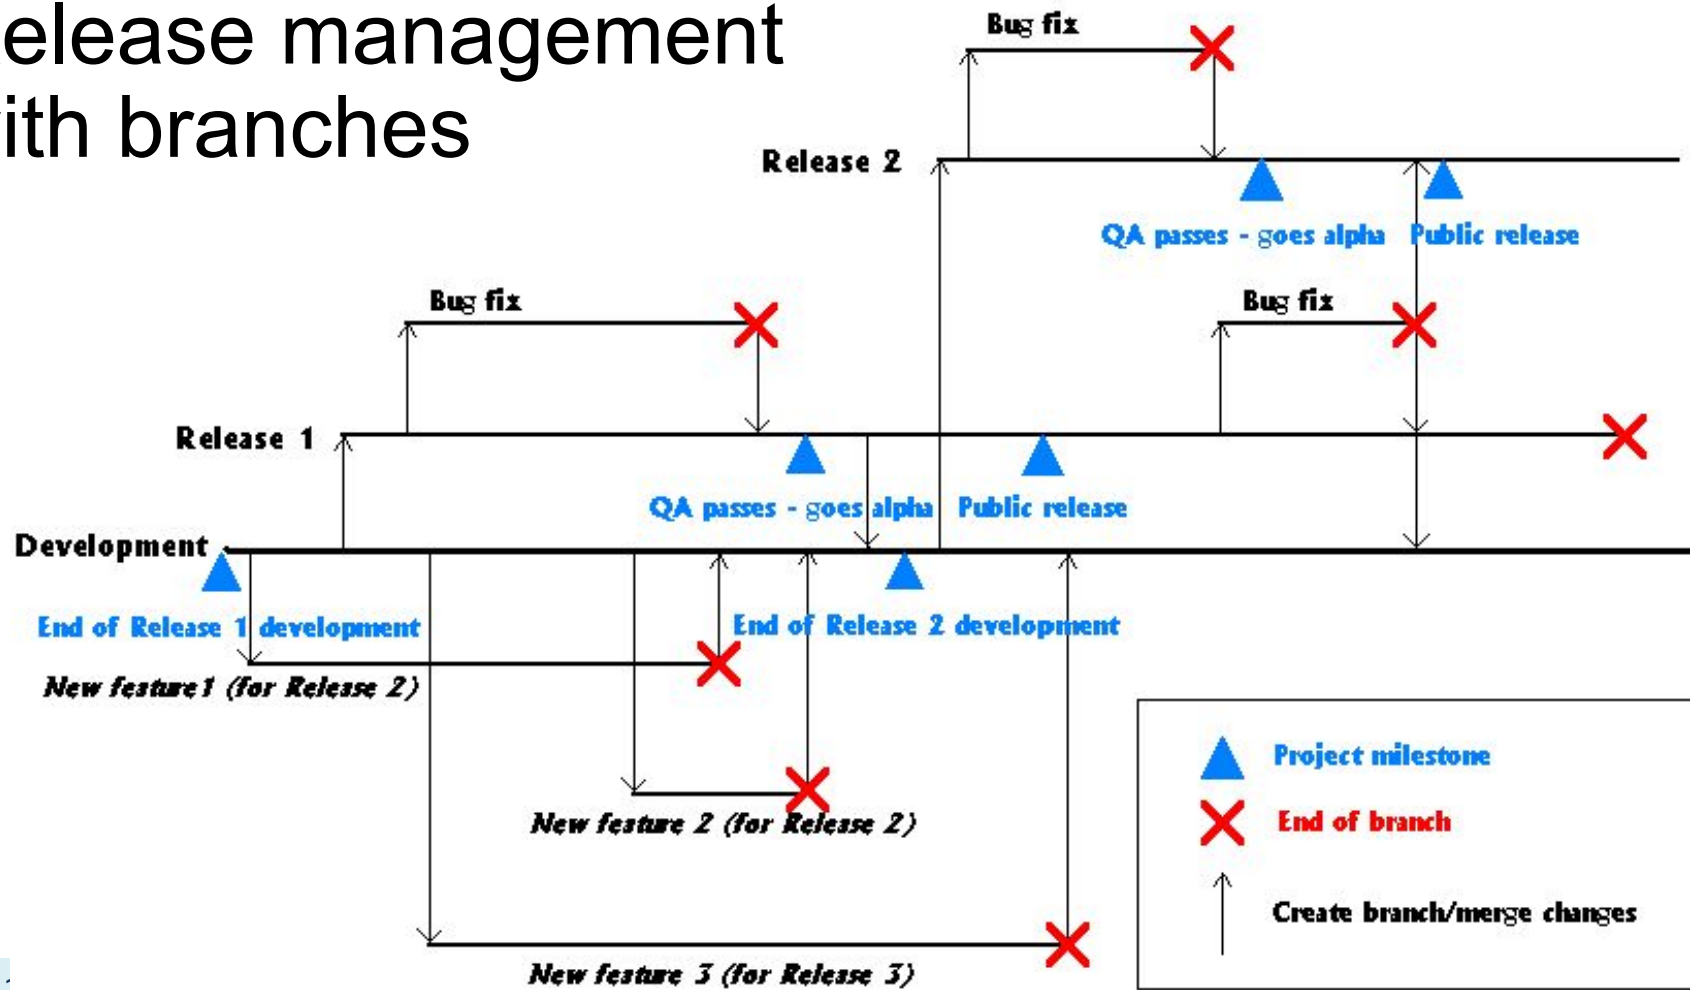 elease management
ith branches
Bug fix
Release 2
QA passes - goes alpha
Public release
Bug fix
Bug fix
Release 1
QA passes - goes alpha
Public release
Development
End of Release 1 development
End of Release 2 development
New feature1 (for Release 2)
New feature 2 (for Release 2)
New feature 3 (for Release 3)
Project milestone
End of branch
Create branch/merge changes